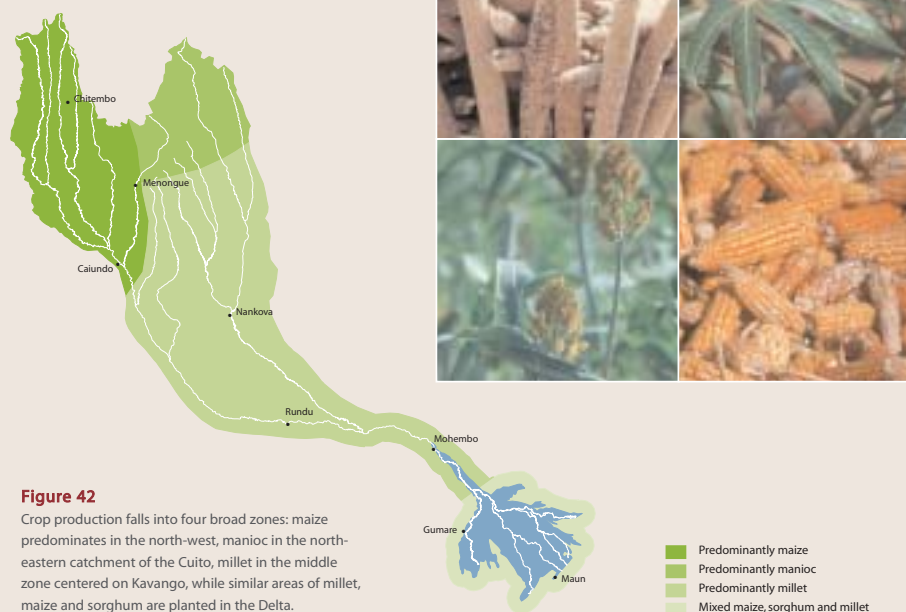 Chitembo
Menongue
Caiundo
Nankova
Rundu
Mohembo
Gumare
Maun
Figure 42
Crop production falls into four broad zones: maize
predominates in the north-west, manioc in the north-
eastern catchment of the Cuito, millet in the middle
zone centered on Kavango, while similar areas of millet,
maize and sorghum are planted in the Delta.
Predominantly maize
Predominantly manioc
Predominantly millet
Mixed maize, sorghum and millet